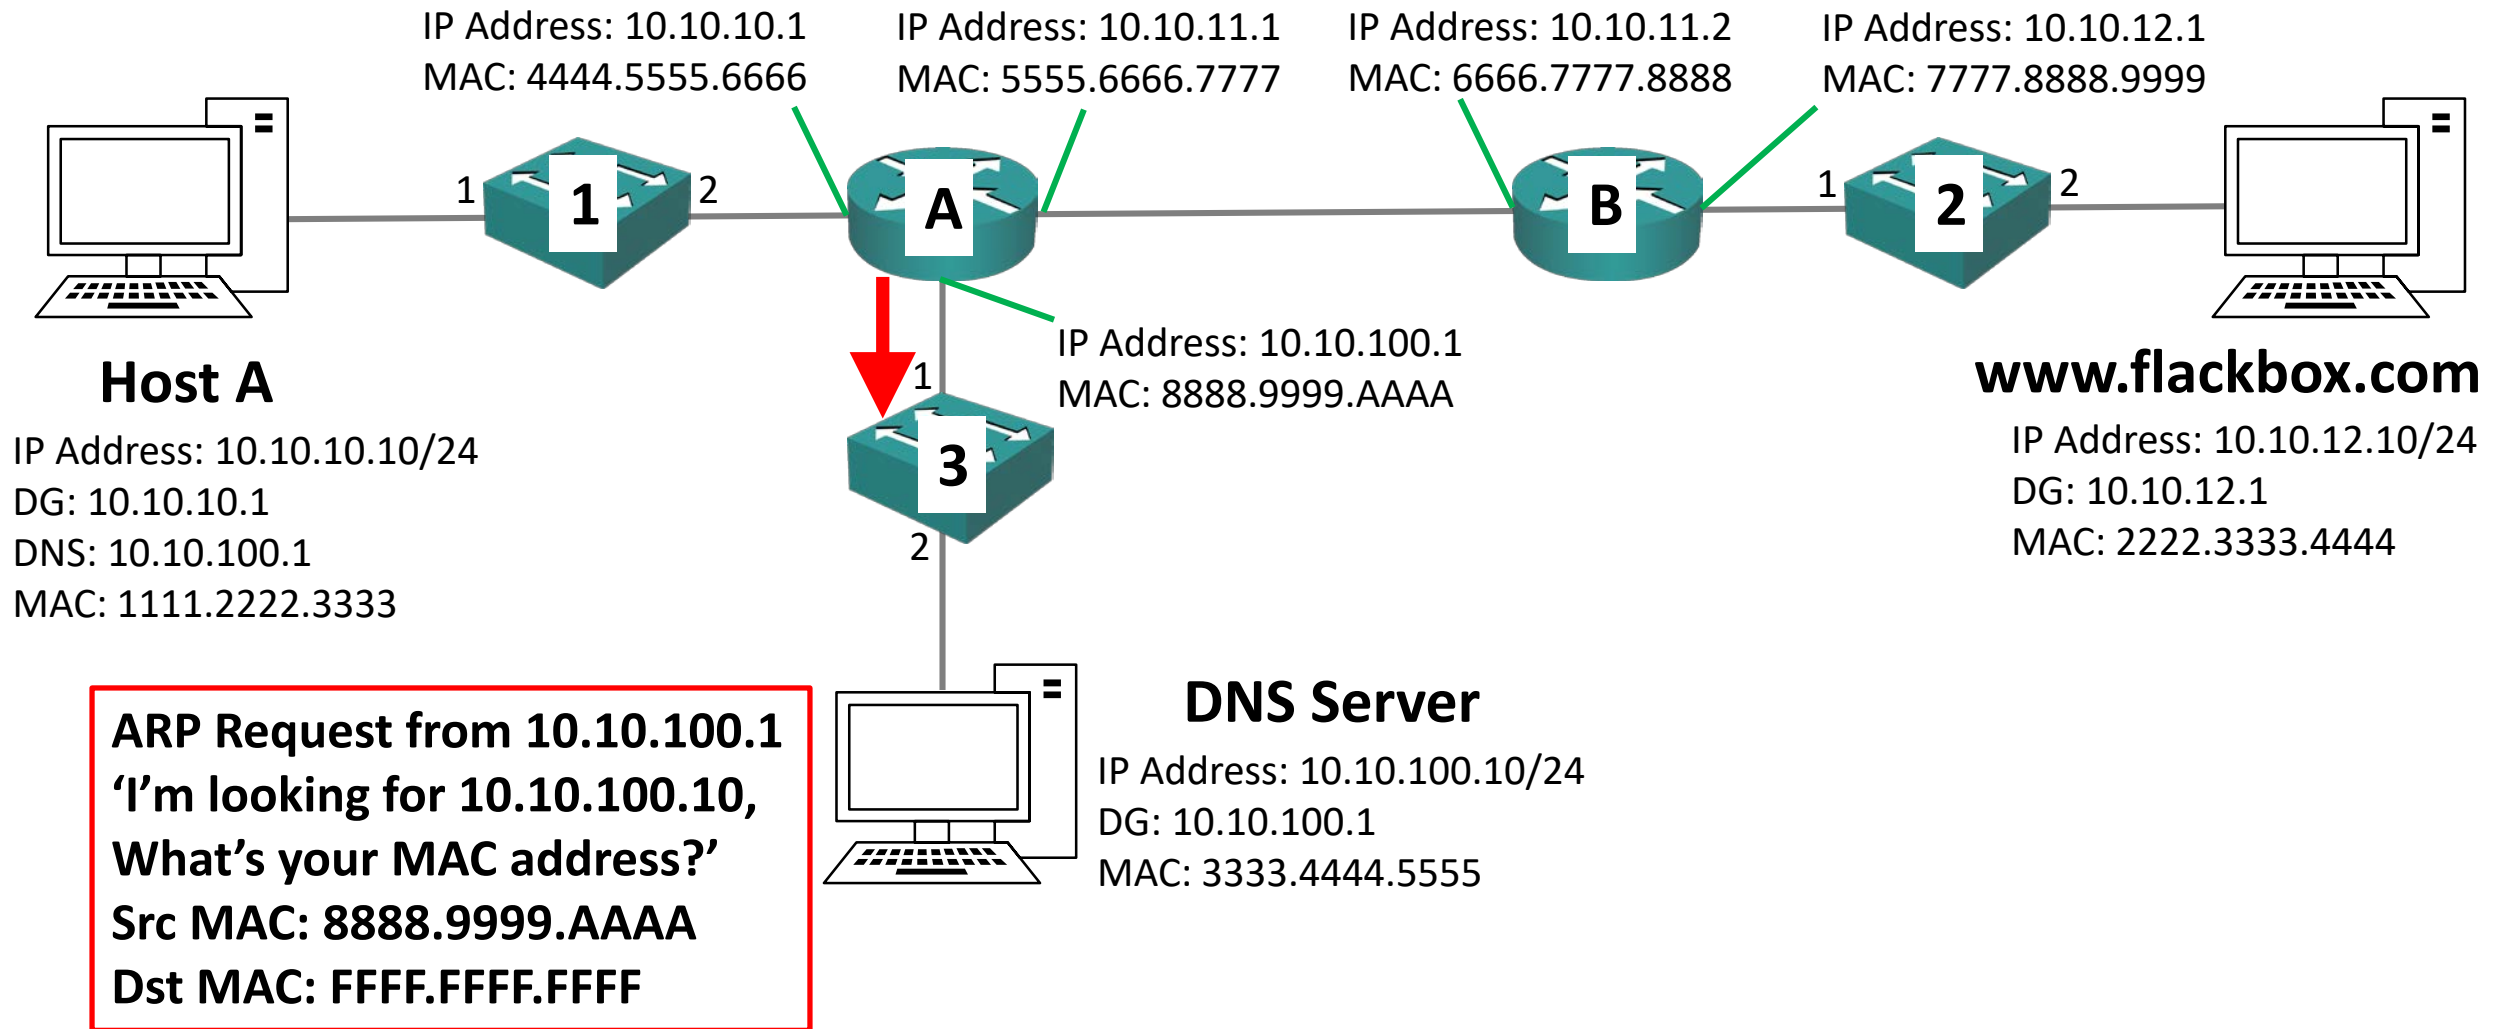 IP Address: 10.10.10.1
MAC: 4444.5555.6666
IP Address: 10.10.11.1
MAC: 5555.6666.7777
IP Address: 10.10.11.2
MAC: 6666.7777.8888
IP Address: 10.10.12.1
MAC: 7777.8888.9999
1
1
2
A
B
1
2
2
IP Address: 10.10.100.1
MAC: 8888.9999.AAAA
1
3
2
Host A
IP Address: 10.10.10.10/24
DG: 10.10.10.1
DNS: 10.10.100.1
MAC: 1111.2222.3333
www.flackbox.com
IP Address: 10.10.12.10/24
DG: 10.10.12.1
MAC: 2222.3333.4444
ARP Request from 10.10.100.1
‘I’m looking for 10.10.100.10,
What’s your MAC address?’
Src MAC: 8888.9999.AAAA
Dst MAC: FFFF.FFFF.FFFF
DNS Server
IP Address: 10.10.100.10/24
DG: 10.10.100.1
MAC: 3333.4444.5555